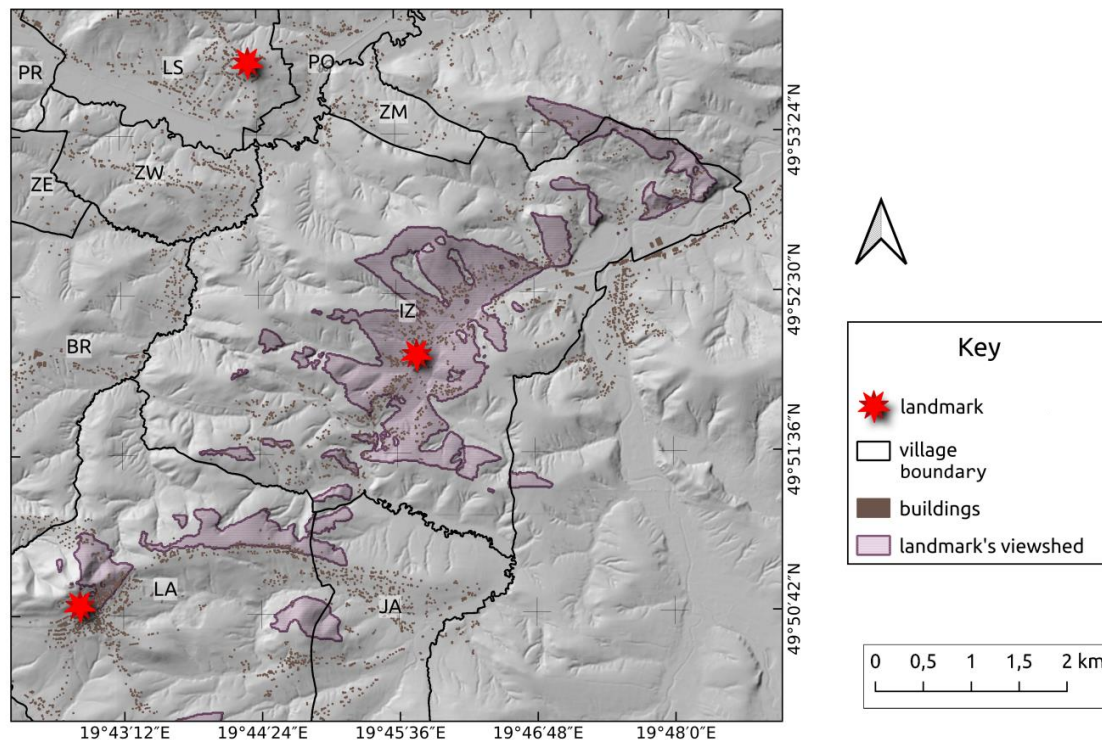 PR
LS
PO
ZM
ZE
ZW
BR
IZ
LA
JA
49°53′24″N
49°52′30″N
49°51′36″N
49°50′42″N
19°43′12″E 19°44′24″E 19°45′36″E 19°46′48″E 19°48′0″E
Key
landmark
village
boundary
buildings
landmark's viewshed
0 0,5 1 1,5 2 km